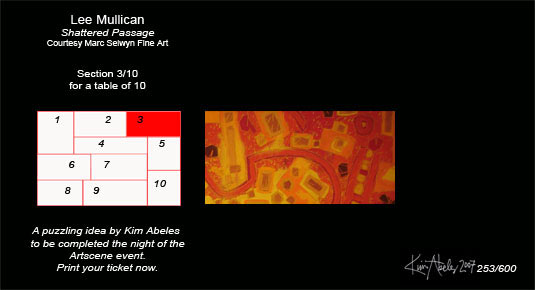 Lee Mullican
Shattered Passage
Courtesy Marc Selwyn Fine Art
Section 3/10
for a table of 10
1
2
3
4
5
6
7
8
9
10
A puzzling idea by Kim Abeles
to be completed the night of the
Artscene event.
Print your ticket now.
Kim Abeles 2007 253/600